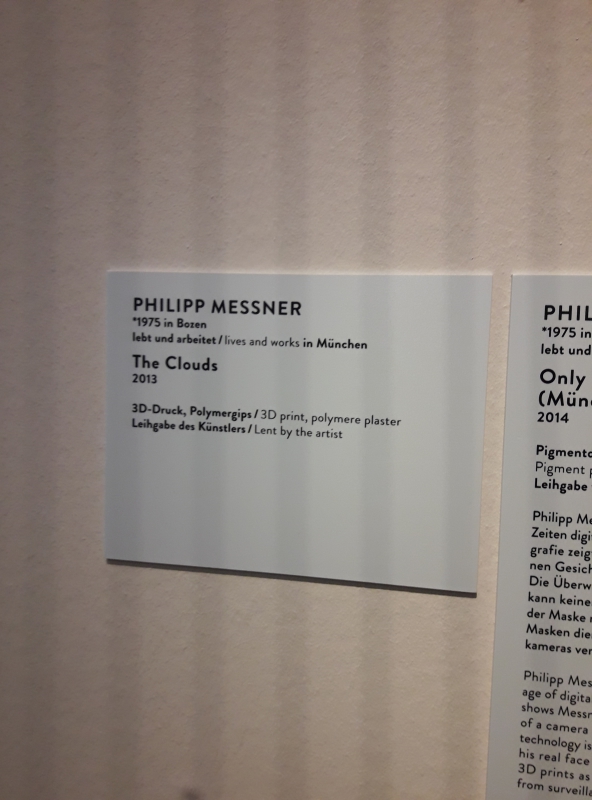 PHILIPP MESSNER
*1975 in Bozen
lebt und arbeitet / lives and works in München
The Clouds
2013
3D-Druck, Polymergips / 3D print, polymere plaster
Leihgabe des Künstlers / Lent by the artist
PHIL
*1975 in
lebt und
Only
(Mün
2014
Pigment
Pigment
Leihgabe
Philipp Me
Zeiten digi
grafie zeig
nen Gesich
Die Überw
kann keine
der Maske
Masken die
kameras ver
Philipp Mes
age of digita
shows Messn
of a camera
technology is
his real face
3D prints as
from surveilla